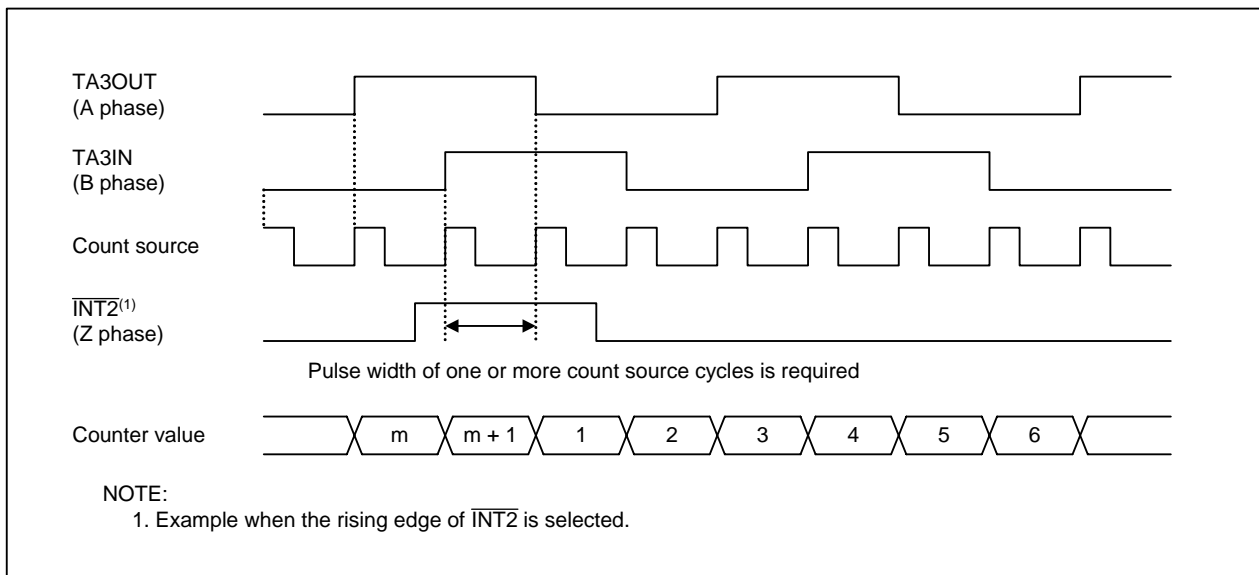 TA3OUT
(A phase)
TA3IN
(B phase)
Count source
INT2(1)
(Z phase)
Pulse width of one or more count source cycles is required
Counter value
m
m + 1
1
2
3
4
5
6
NOTE:
1. Example when the rising edge of INT2 is selected.